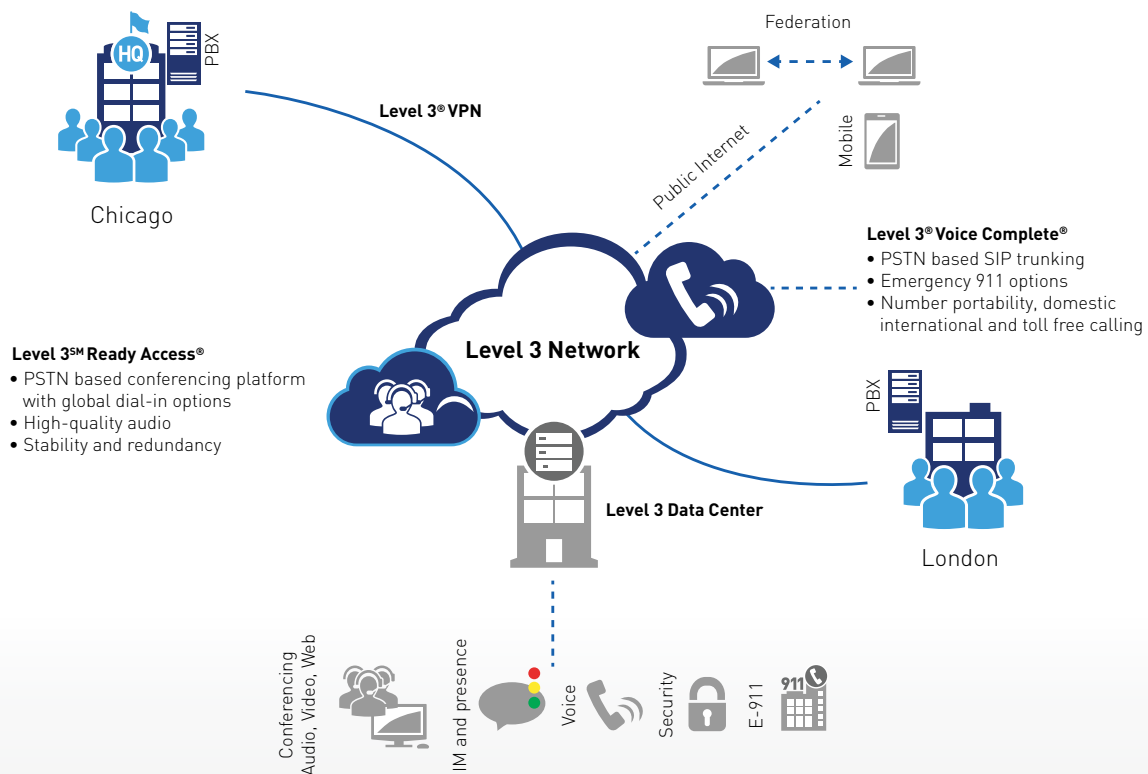 Federation
HQ
PBX
Level 3® VPN
Mobile
Public Internet
Chicago
Level 3® Voice Complete®
• PSTN based SIP trunking
• Emergency 911 options
• Number portability, domestic
international and toll free calling
Level 3 Network
Level 3℠ Ready Access®
• PSTN based conferencing platform
with global dial-in options
• High-quality audio
• Stability and redundancy
PBX
Level 3 Data Center
London
Conferencing
Audio, Video, Web
IM and presence
Voice
Security
E-911
911